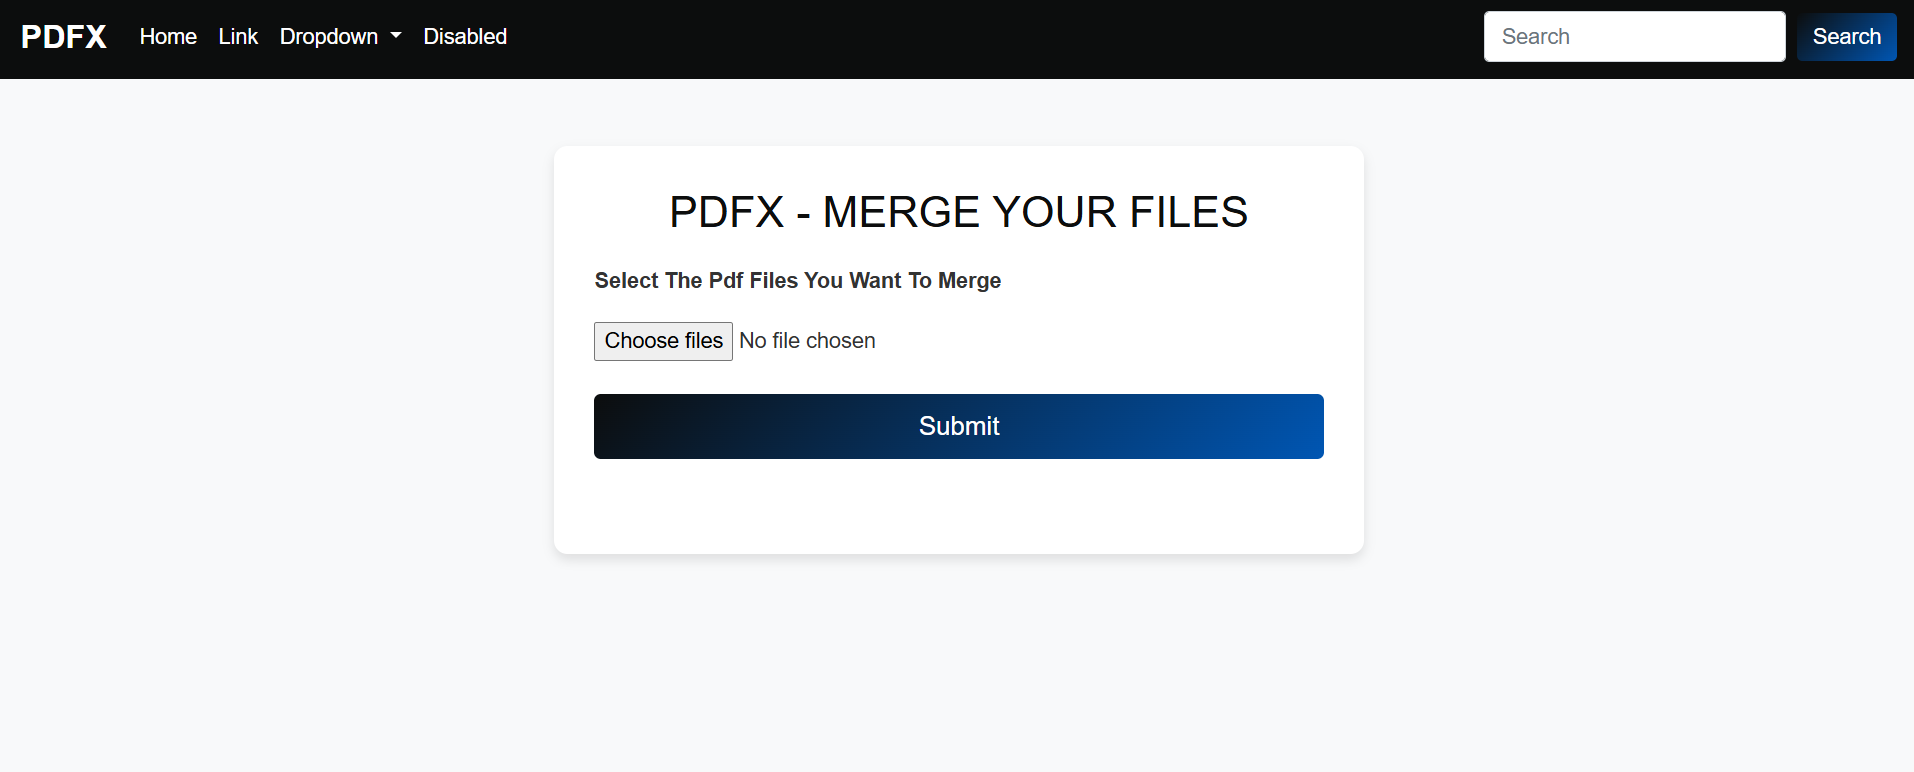 PDFX Home Link Dropdown Disabled Search Search
PDFX - MERGE YOUR FILES
Select The Pdf Files You Want To Merge
Choose files No file chosen
Submit